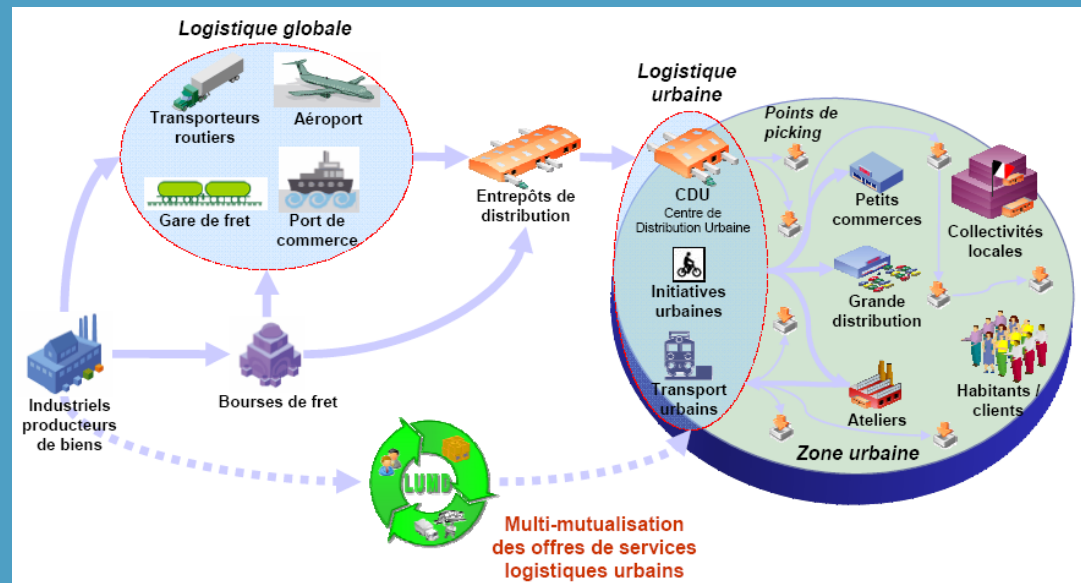 Logistique globale
Transporteurs
routiers
Aéroport
Gare de fret
Port de
commerce
Entrepôts de
distribution
Logistique
urbaine
CDU
Centre de
Distribution Urbaine
Initiatives
urbaines
Transport
urbains
Points de
picking
Petits
commerces
Collectivités
locales
Grande
distribution
Habitants /
clients
Ateliers
Zone urbaine
Industriels
producteurs
de biens
Bourses de fret
LUMD
Multi-mutualisation
des offres de services
logistiques urbains